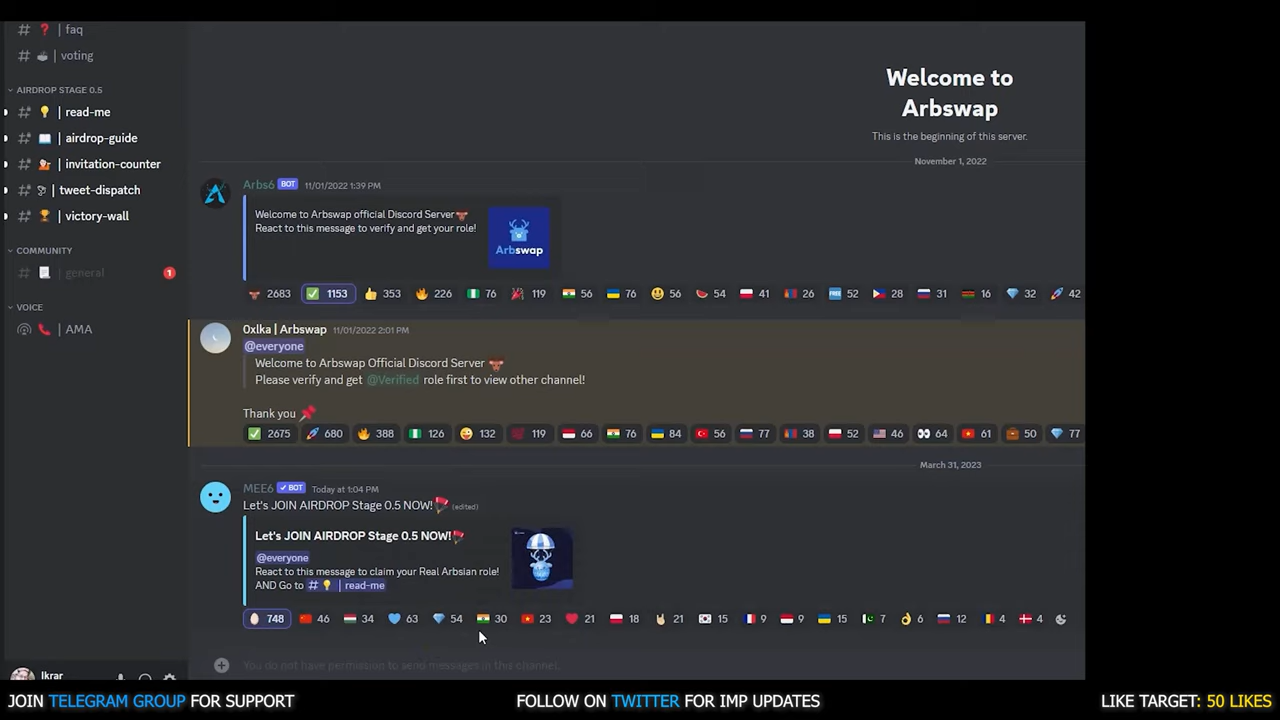 # | faq
# | voting
AIRDROP STAGE 0.5
# | read-me
# | airdrop-guide
# | invitation-counter
# | tweet-dispatch
# | victory-wall
COMMUNITY
# | general 1
VOICE
| AMA
Ikrar
Welcome to
Arbswap
This is the beginning of this server.
November 1, 2022
Arbs6 BOT 11/01/2022 1:39 PM
Welcome to Arbswap official Discord Server
React to this message to verify and get your role!
Arbswap
2683 1153 353 226 76 119 56 76 56 54 41 26 FREE 52 28 31 16 32 42
0xlka | Arbswap 11/01/2022 2:01 PM
@everyone
Welcome to Arbswap Official Discord Server
Please verify and get @Verified role first to view other channel!
Thank you
2675 680 388 126 132 119 66 76 84 56 77 38 52 46 64 61 50 77
March 31, 2023
MEE6 BOT Today at 1:04 PM
Let's JOIN AIRDROP Stage 0.5 NOW! (edited)
Let's JOIN AIRDROP Stage 0.5 NOW!
@everyone
React to this message to claim your Real Arbsian role!
AND Go to # | read-me
748 46 34 63 54 30 23 21 18 21 15 9 9 15 7 6 12 4 4
You do not have permission to send messages in this channel.
JOIN TELEGRAM GROUP FOR SUPPORT
FOLLOW ON TWITTER FOR IMP UPDATES
LIKE TARGET: 50 LIKES